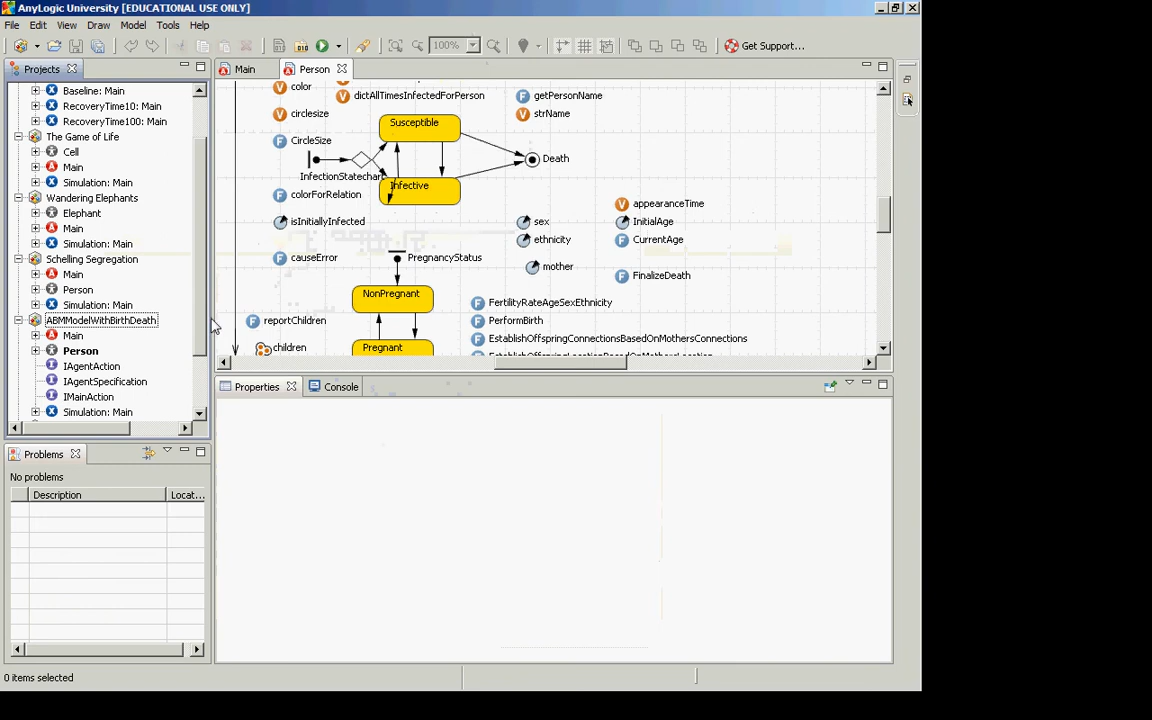 AnyLogic University [EDUCATIONAL USE ONLY]
File Edit View Draw Model Tools Help
100% Get Support...
Projects
Baseline: Main
RecoveryTime10: Main
RecoveryTime100: Main
The Game of Life
Cell
Main
Simulation: Main
Wandering Elephants
Elephant
Main
Simulation: Main
Schelling Segregation
Main
Person
Simulation: Main
ABMModelWithBirthDeath
Main
Person
IAgentAction
IAgentSpecification
IMainAction
Simulation: Main
Main Person
color
dictAllTimesInfectedForPerson
getPersonName
circlesize
Susceptible
strName
CircleSize
Death
InfectionStatechart
Infective
colorForRelation
appearanceTime
isInitiallyInfected
sex
InitialAge
ethnicity
CurrentAge
causeError
PregnancyStatus
mother
FinalizeDeath
NonPregnant
FertilityRateAgeSexEthnicity
reportChildren
PerformBirth
EstablishOffspringConnectionsBasedOnMothersConnections
children
Pregnant
EstablishOffspringLocationBasedOnMothersLocation
Properties Console
Problems
No problems
Description Locat...
0 items selected